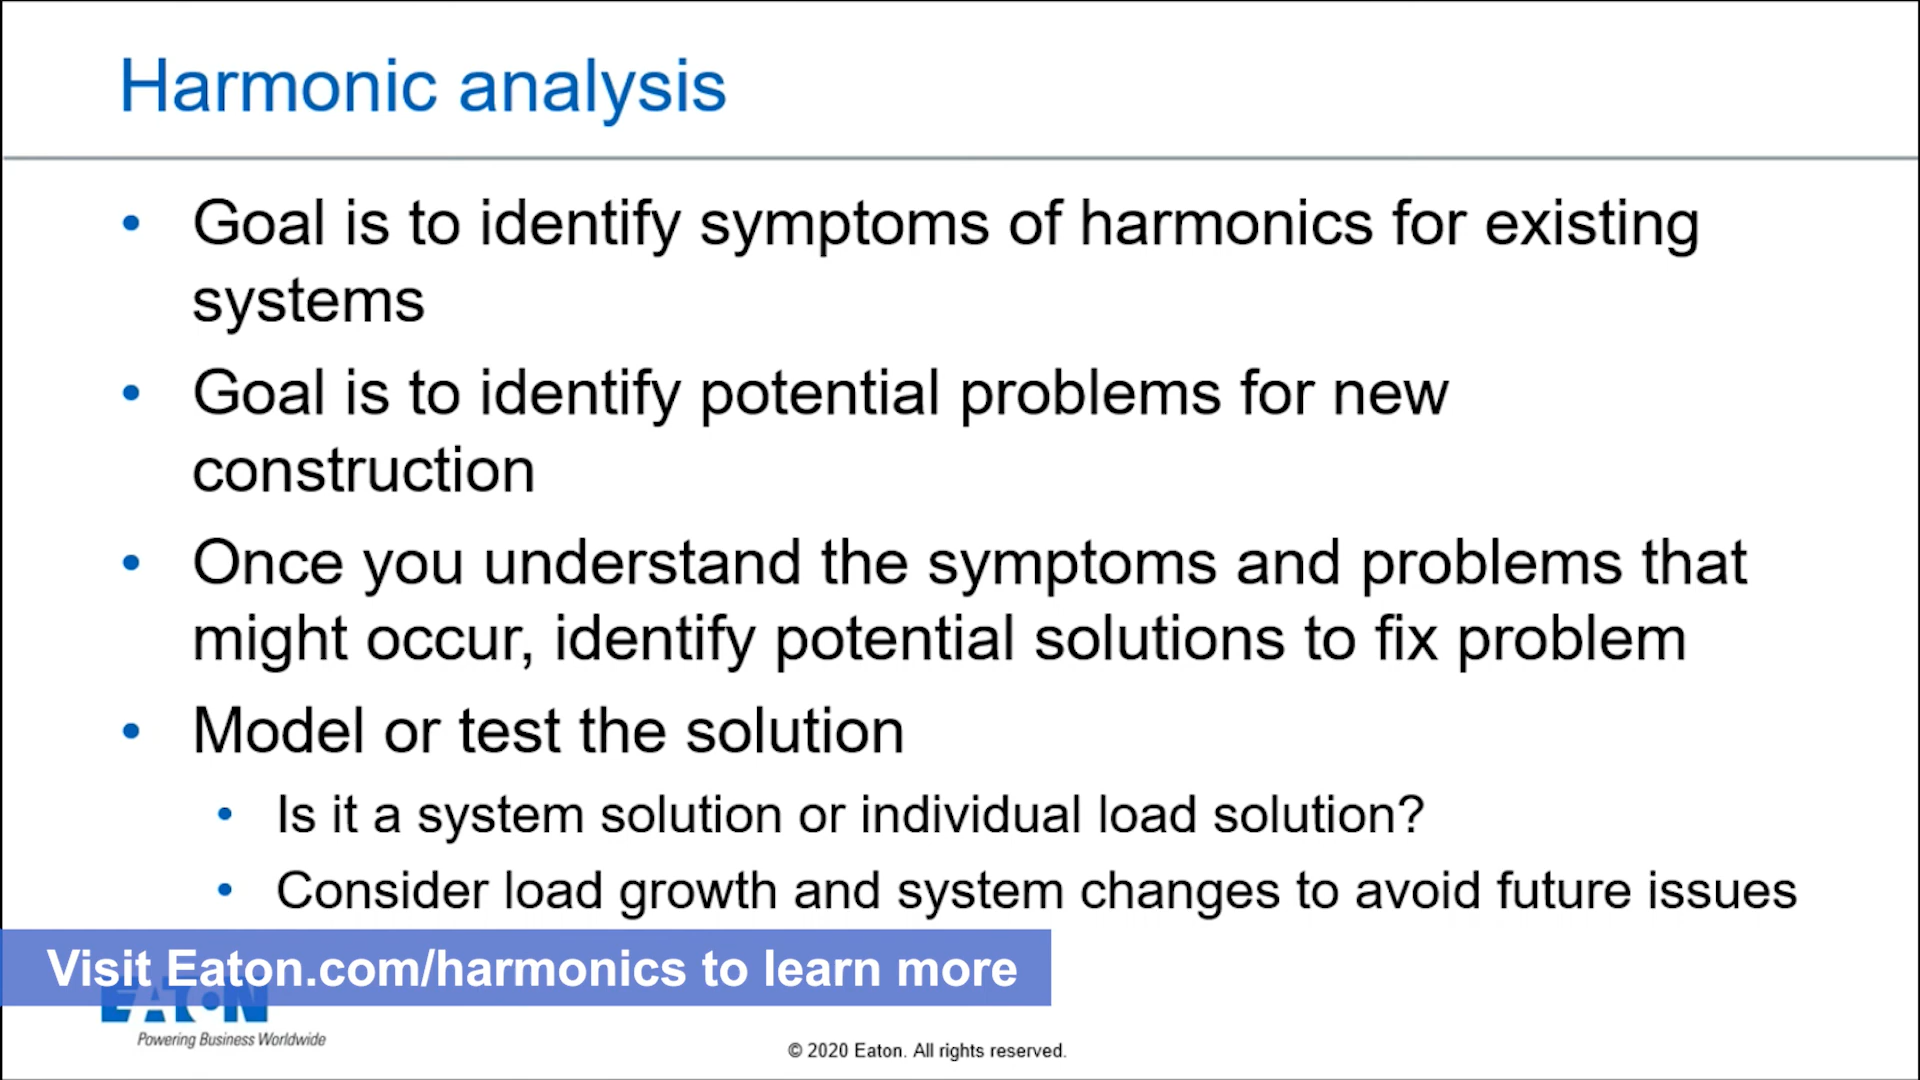 Harmonic analysis
• Goal is to identify symptoms of harmonics for existing
systems
• Goal is to identify potential problems for new
construction
• Once you understand the symptoms and problems that
might occur, identify potential solutions to fix problem
• Model or test the solution
• Is it a system solution or individual load solution?
• Consider load growth and system changes to avoid future issues
Visit Eaton.com/harmonics to learn more
EATON
Powering Business Worldwide
© 2020 Eaton. All rights reserved.